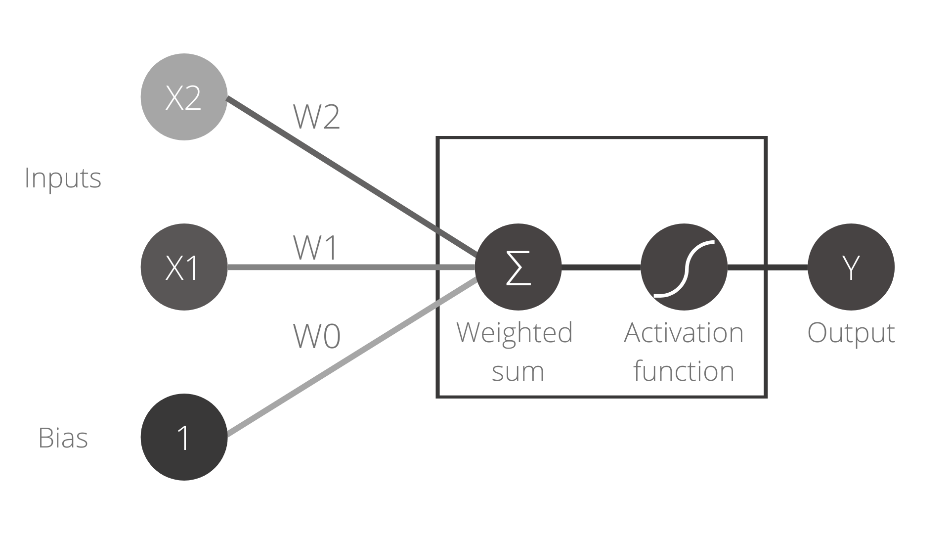 X2
W2
Inputs
X1
W1
W0
Bias
1
Σ
Weighted
sum
Activation
function
Y
Output